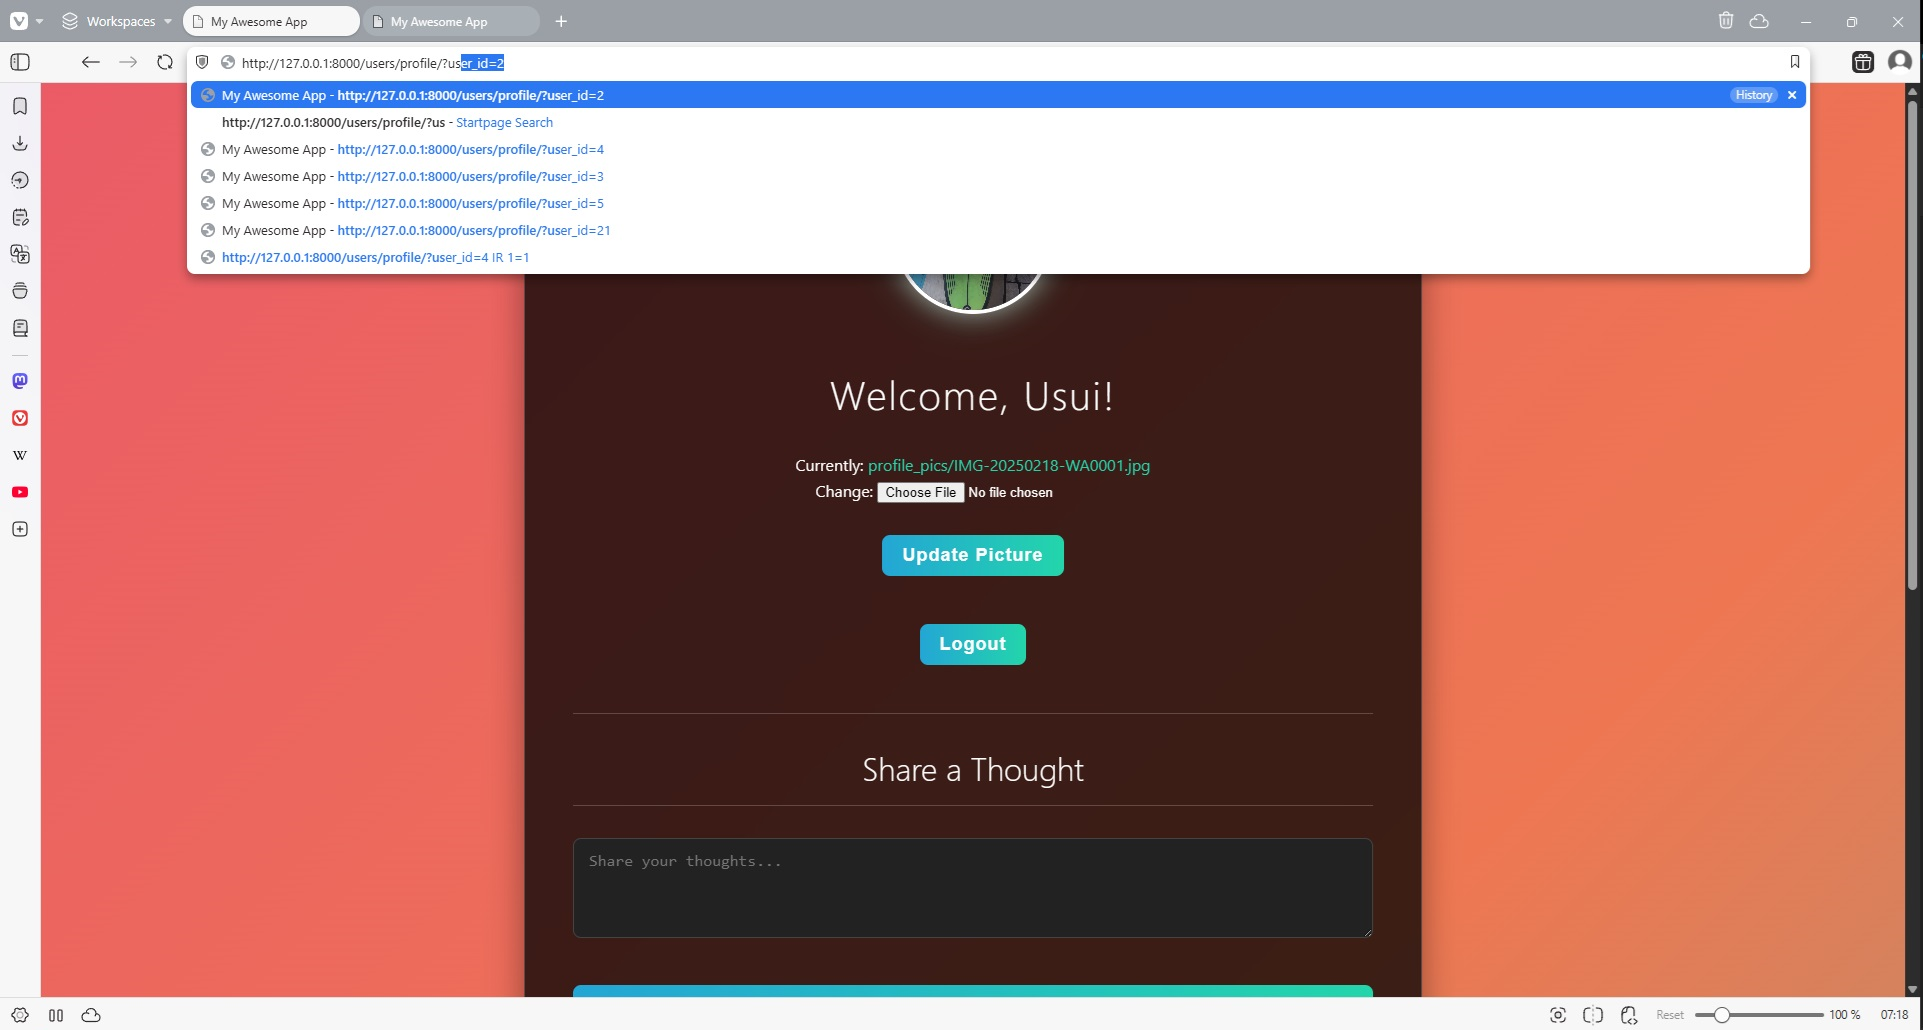 Workspaces My Awesome App My Awesome App
http://127.0.0.1:8000/users/profile/?user_id=2
My Awesome App - http://127.0.0.1:8000/users/profile/?user_id=2 History
http://127.0.0.1:8000/users/profile/?us - Startpage Search
My Awesome App - http://127.0.0.1:8000/users/profile/?user_id=4
My Awesome App - http://127.0.0.1:8000/users/profile/?user_id=3
My Awesome App - http://127.0.0.1:8000/users/profile/?user_id=5
My Awesome App - http://127.0.0.1:8000/users/profile/?user_id=21
http://127.0.0.1:8000/users/profile/?user_id=4 IR 1=1
Welcome, Usui!
Currently: profile_pics/IMG-20250218-WA0001.jpg
Change: Choose File No file chosen
Update Picture
Logout
Share a Thought
Share your thoughts...
Reset 100 % 07:18